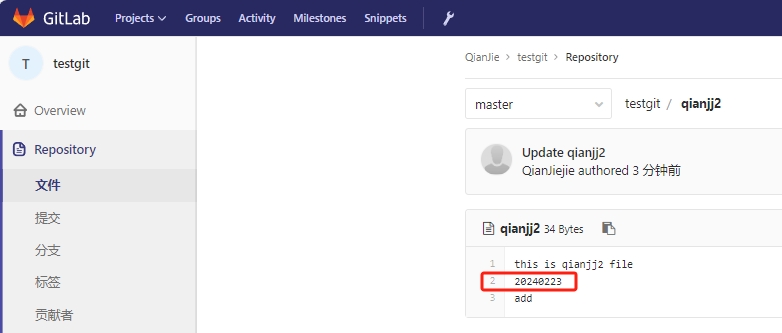 GitLab Projects Groups Activity Milestones Snippets
T testgit
Overview
Repository
文件
提交
分支
标签
贡献者
QianJie > testgit > Repository
master testgit / qianjj2
Update qianjj2
QianJiejie authored 3 分钟前
qianjj2 34 Bytes
1 this is qianjj2 file
2 20240223
3 add